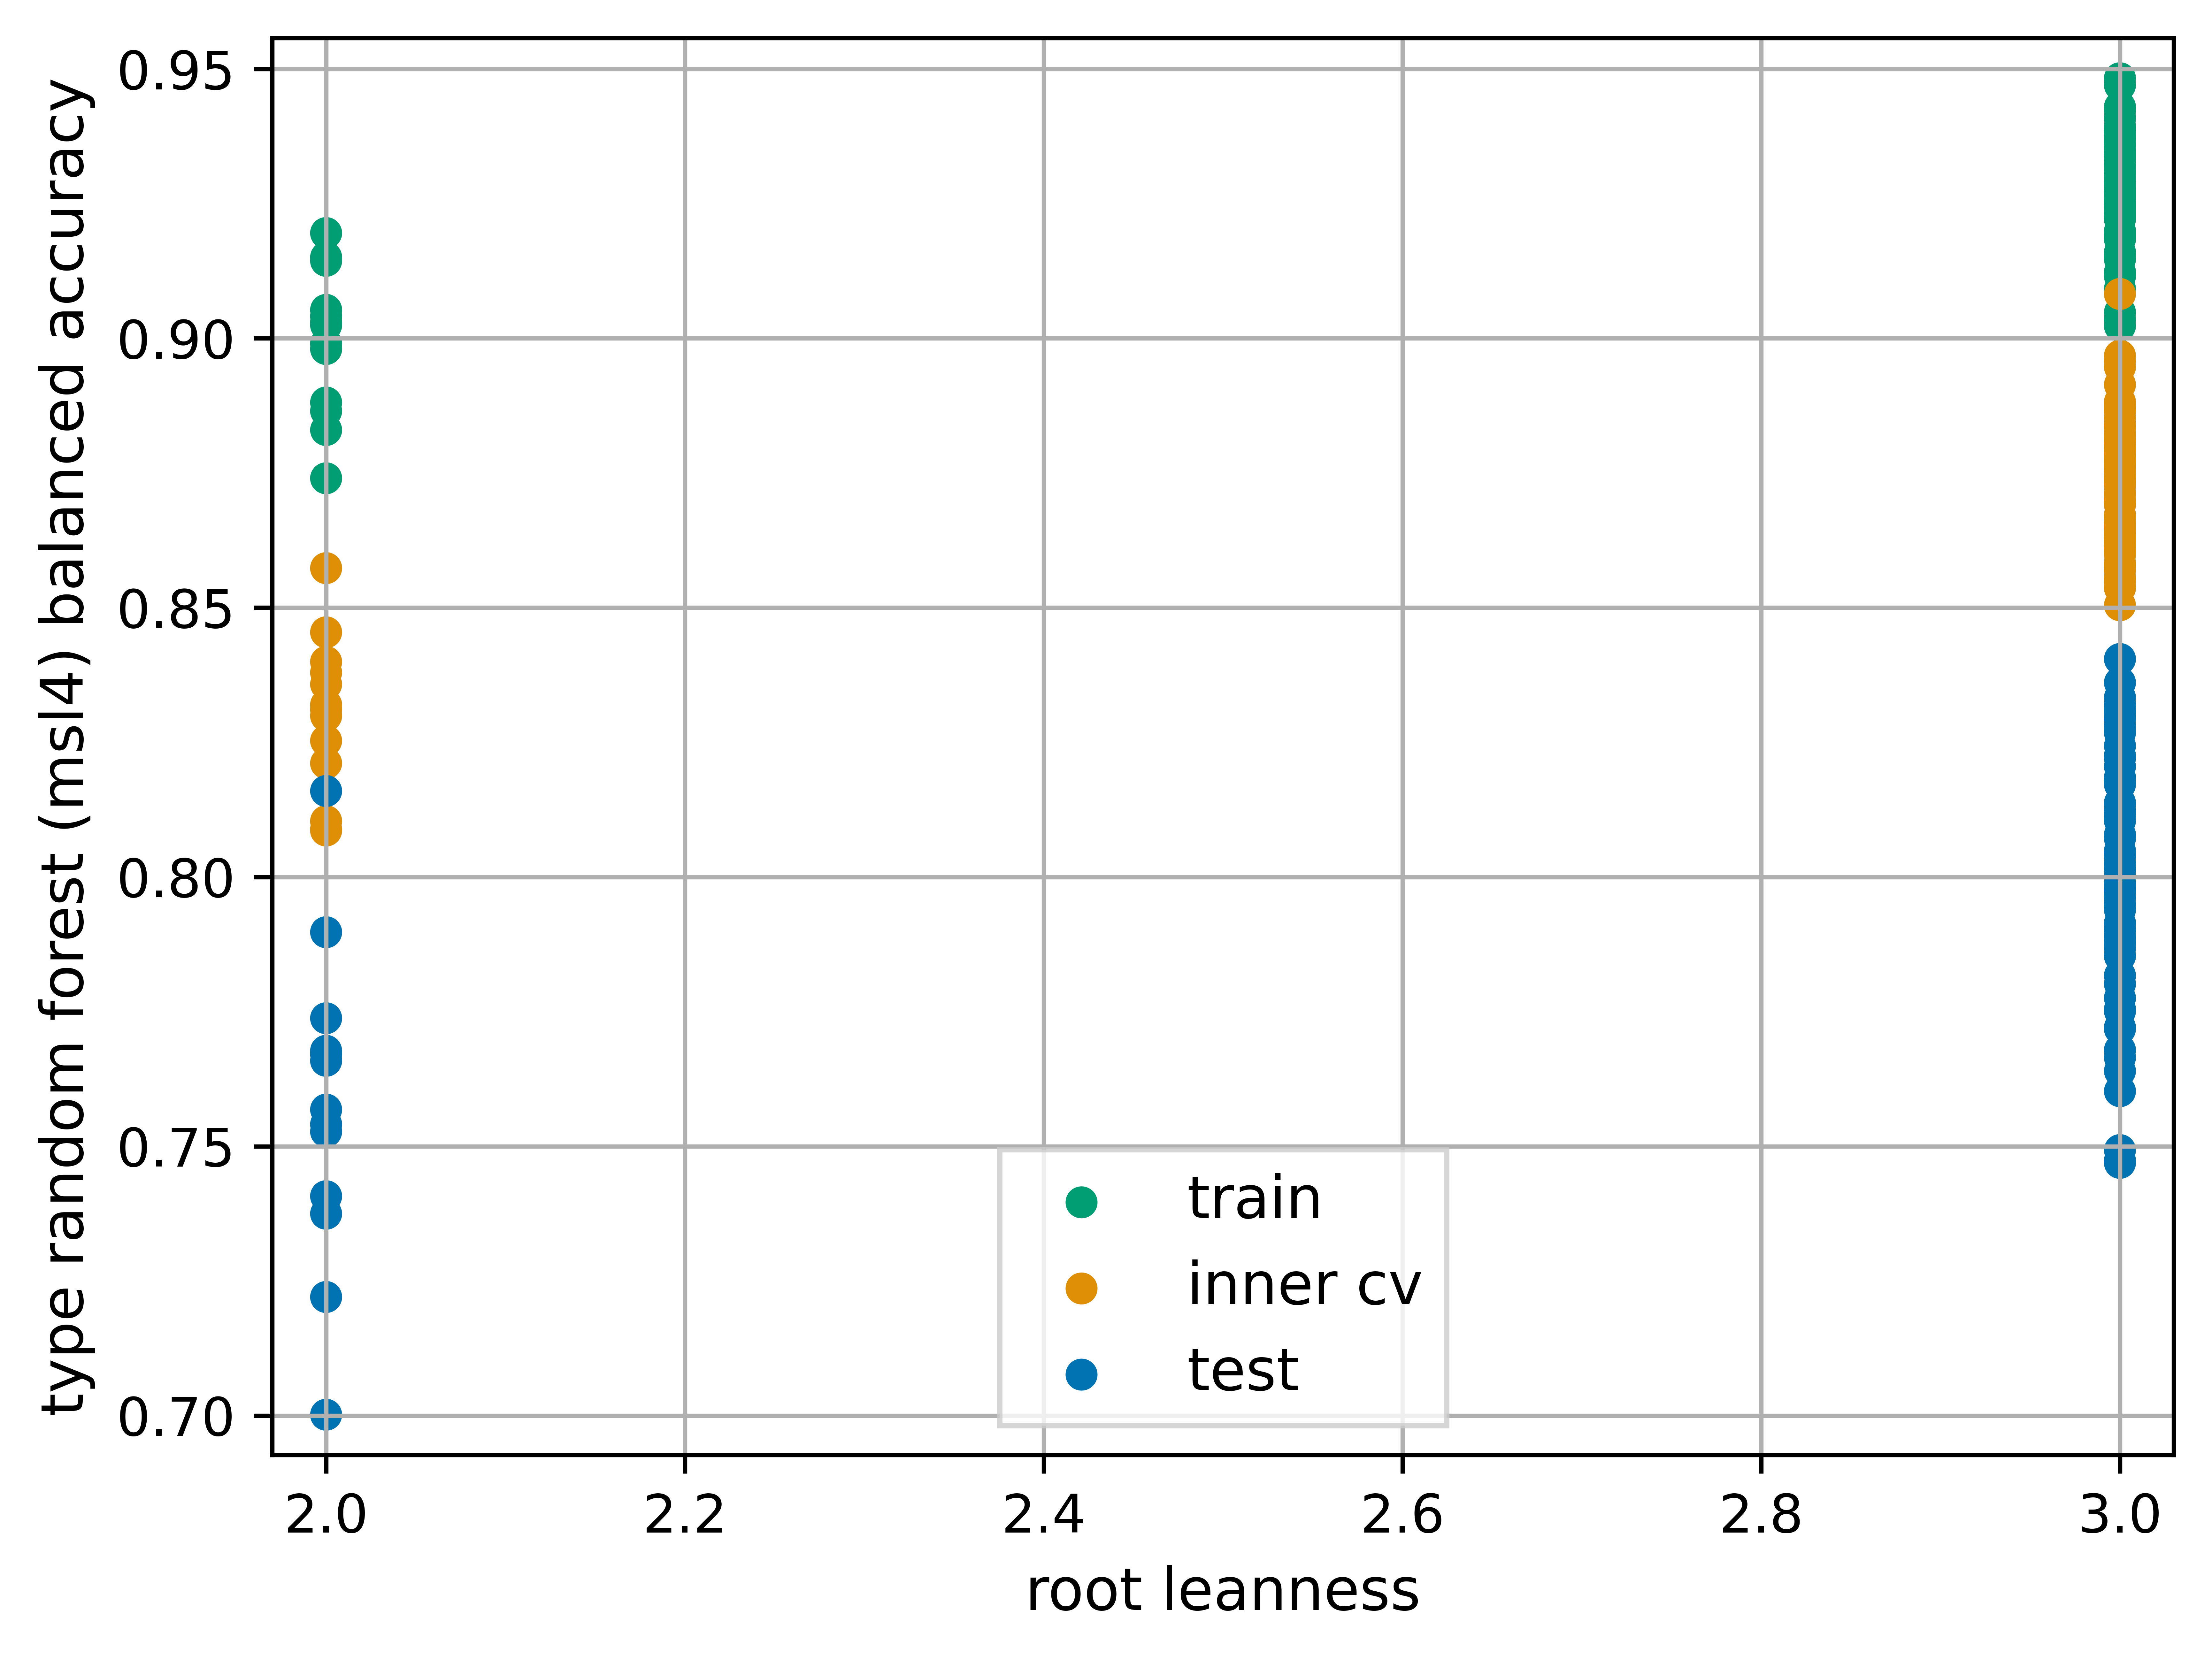 type random forest (msl4) balanced accuracy
0.95
0.90
0.85
0.80
0.75
0.70
train
inner cv
test
2.0 2.2 2.4 2.6 2.8 3.0
root leanness